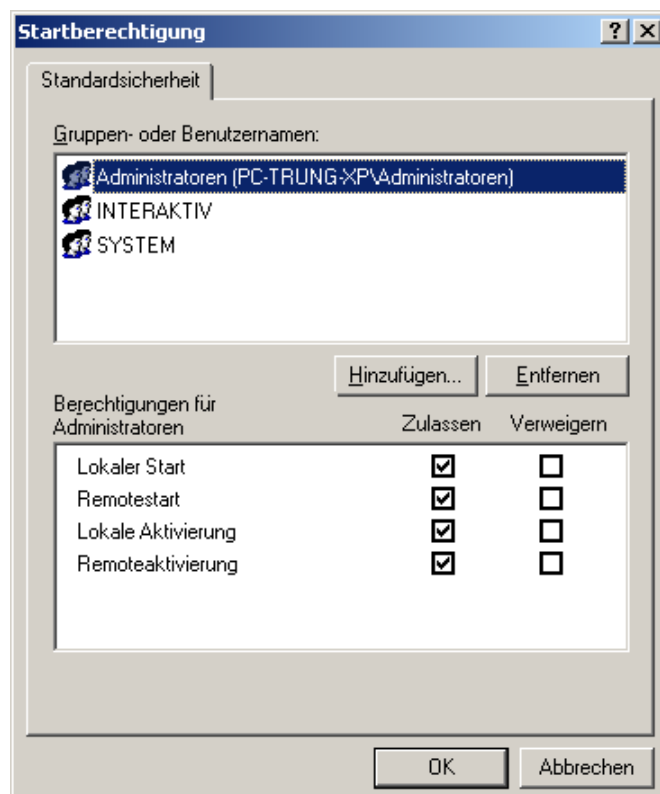 Startberechtigung
Standardsicherheit
Gruppen- oder Benutzernamen:
Administratoren (PC-TRUNG-XP\Administratoren)
INTERAKTIV
SYSTEM
Hinzufügen... Entfernen
Berechtigungen für
Administratoren Zulassen Verweigern
Lokaler Start
Remotestart
Lokale Aktivierung
Remoteaktivierung
OK Abbrechen